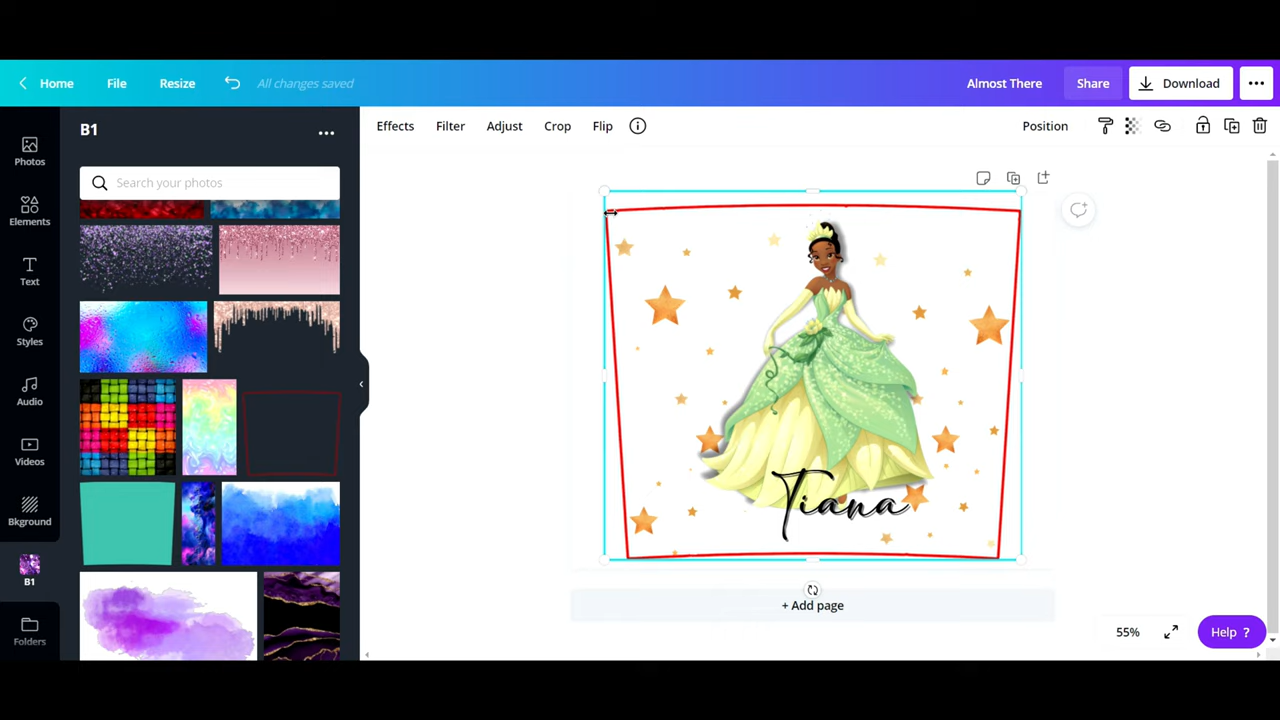 Home File Resize All changes saved Almost There Share Download
B1
Effects Filter Adjust Crop Flip Position
Search your photos
Photos
Elements
Text
Styles
Audio
Videos
Bkground
B1
Folders
Tiana
+ Add page
55% Help ?